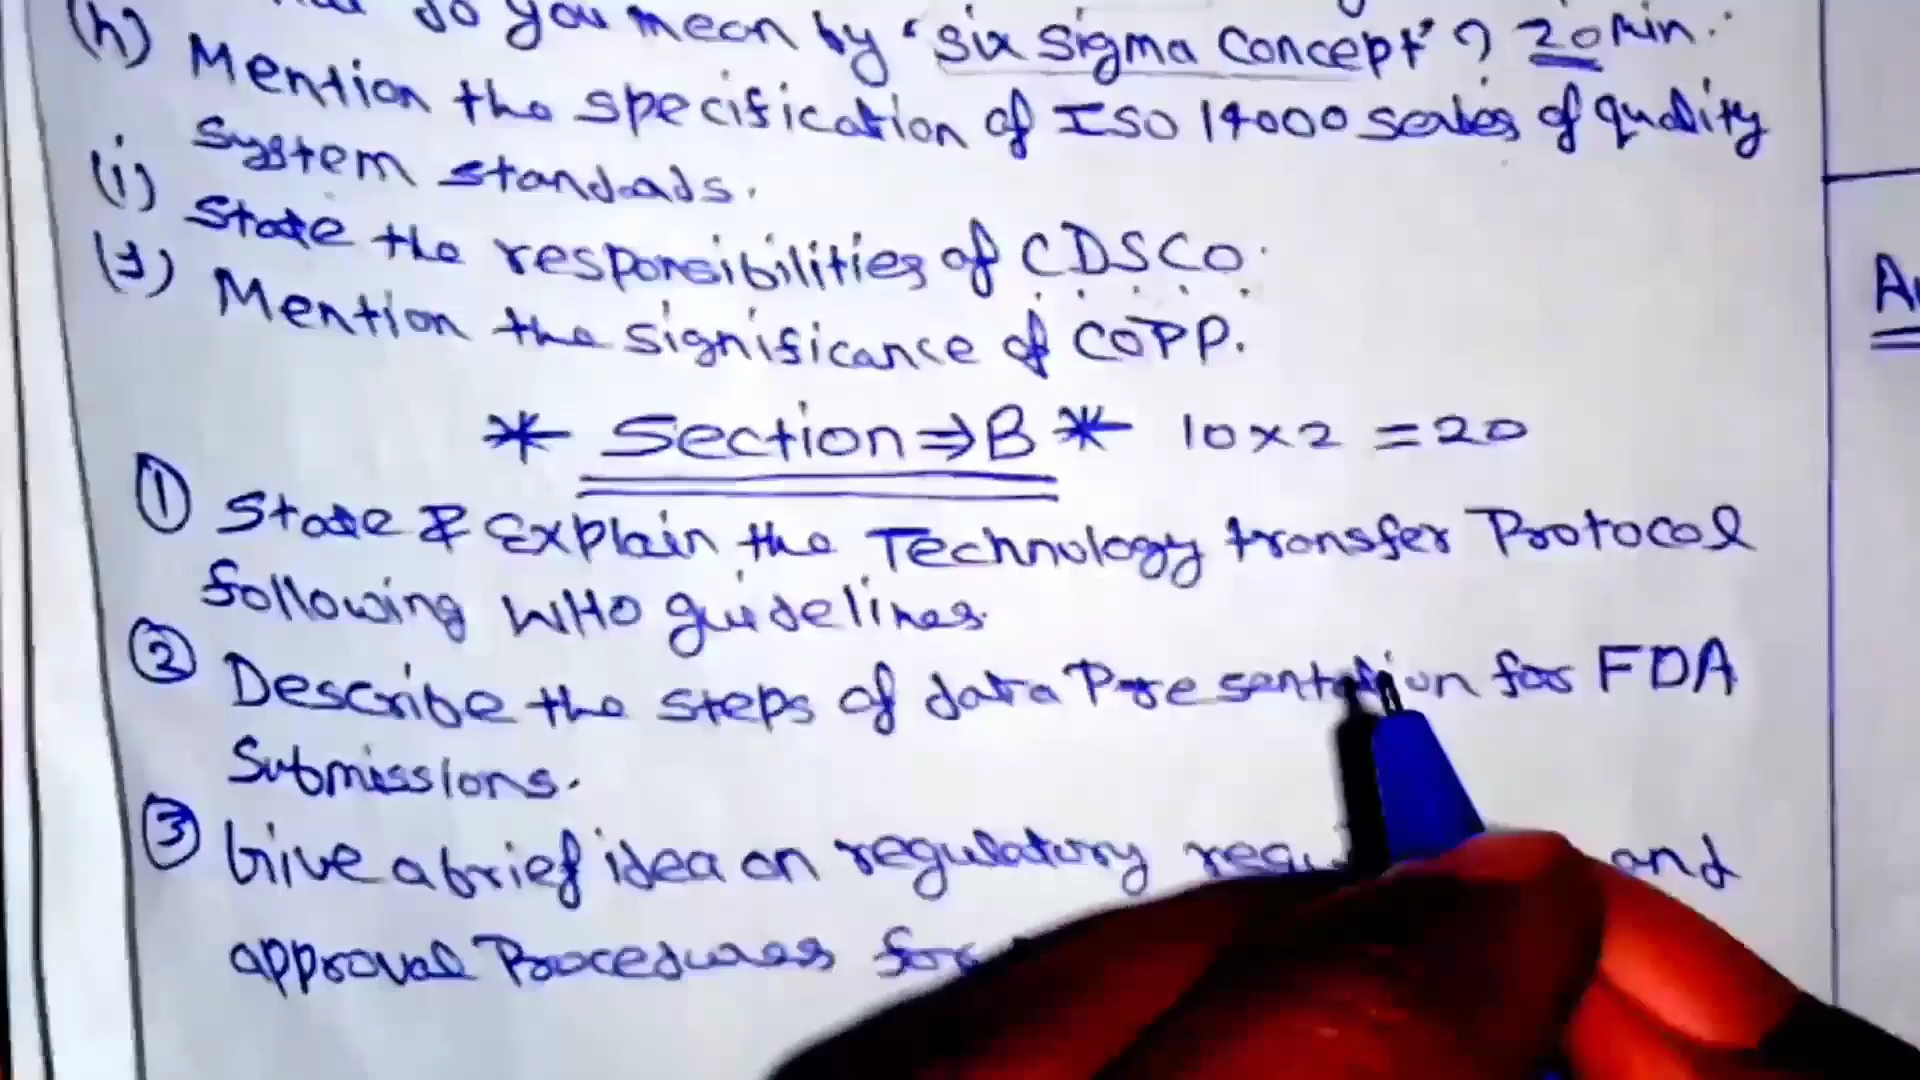 do you mean by 'six sigma concept' ? 20 Min.
(h) Mention the specification of ISO 14000 series of quality
system standads.
(i) State the responsibilities of CDSCO.
(J) Mention the significance of COPP.
* Section ⇒ B * 10 x 2 = 20
① State & Explain the Technology transfer Protocol
following WHO guidelines.
② Describe the steps of data Presentation for FDA
Submissions.
③ Give a brief idea on regulatory and
approval Procedures for